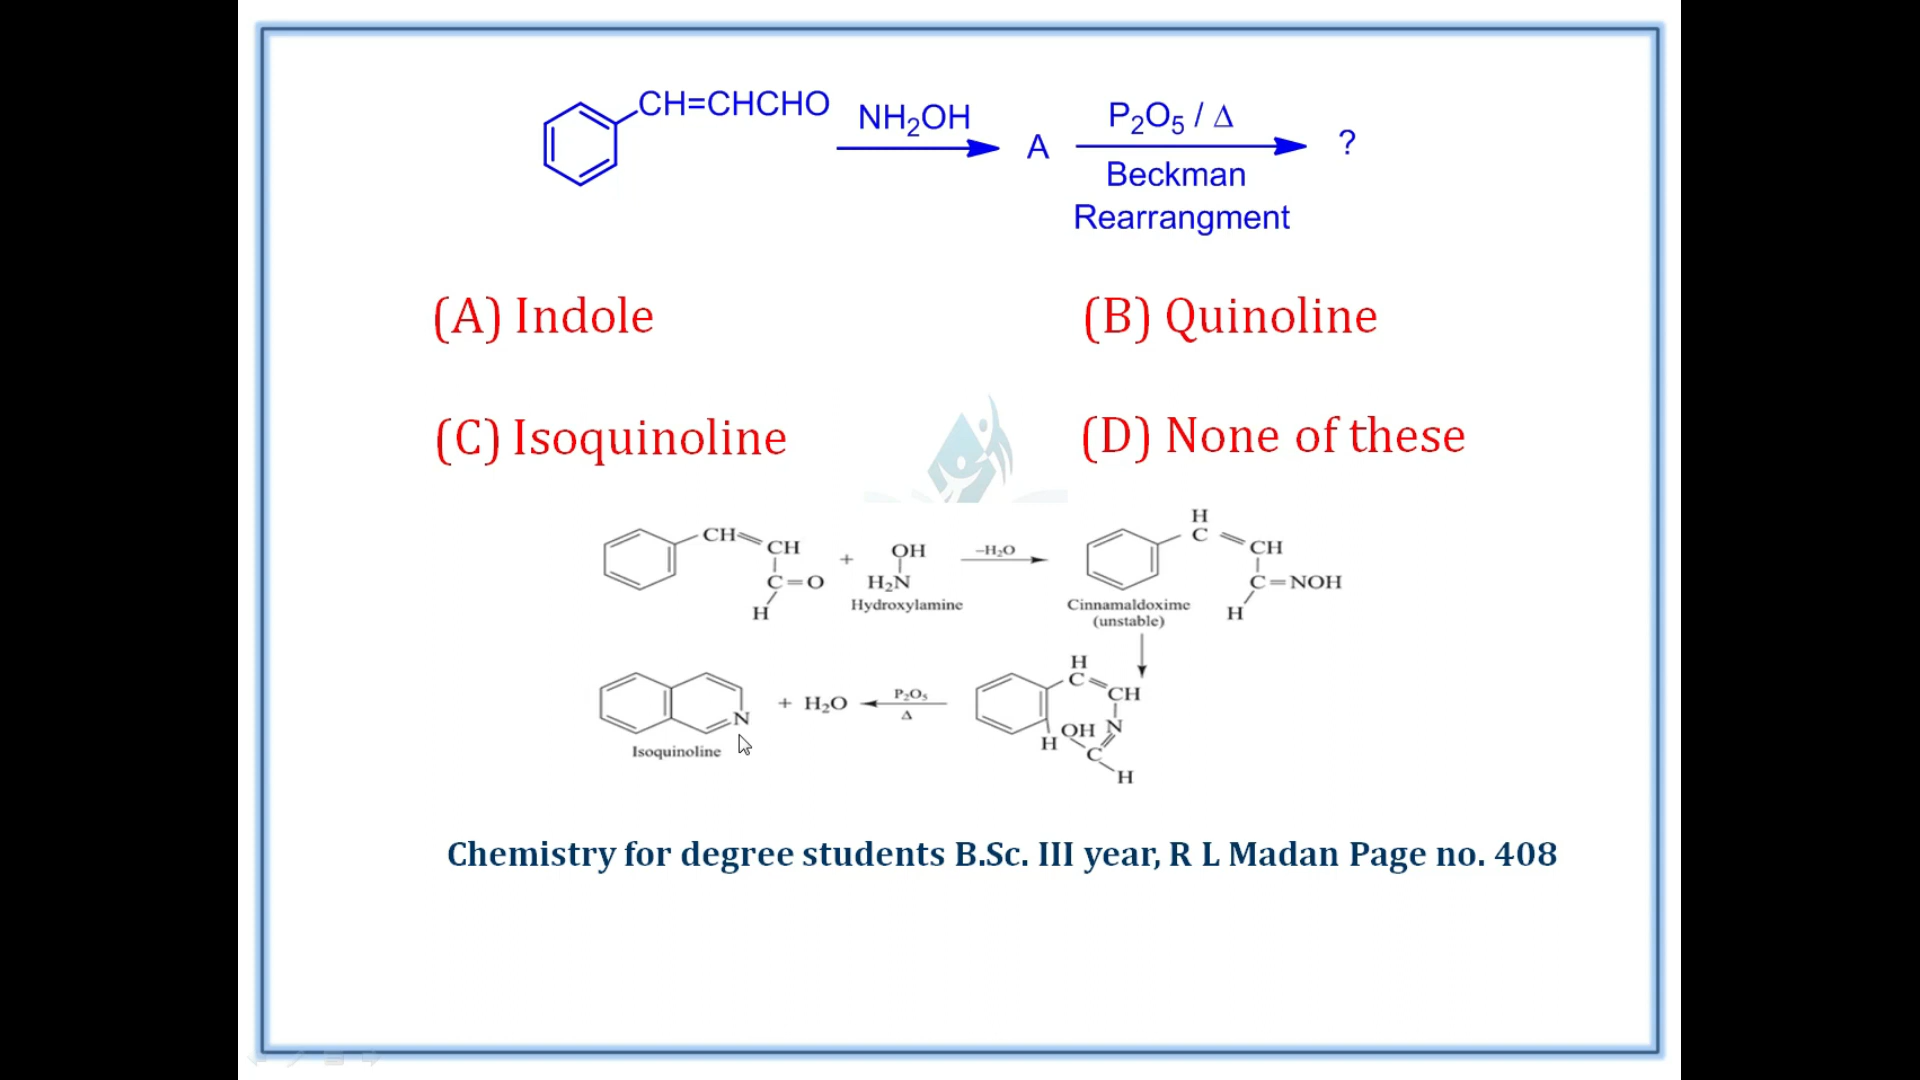 CH=CHCHO
NH₂OH
A
P₂O₅ / Δ
Beckman
Rearrangment
?
(A) Indole
(B) Quinoline
(C) Isoquinoline
(D) None of these
CH
CH
C=O
H
+
OH
H₂N
Hydroxylamine
–H₂O
H
C
CH
C=NOH
H
Cinnamaldoxime
(unstable)
N
Isoquinoline
+ H₂O
P₂O₅
Δ
H
C
CH
N
OH
H
C
H
Chemistry for degree students B.Sc. III year, R L Madan Page no. 408